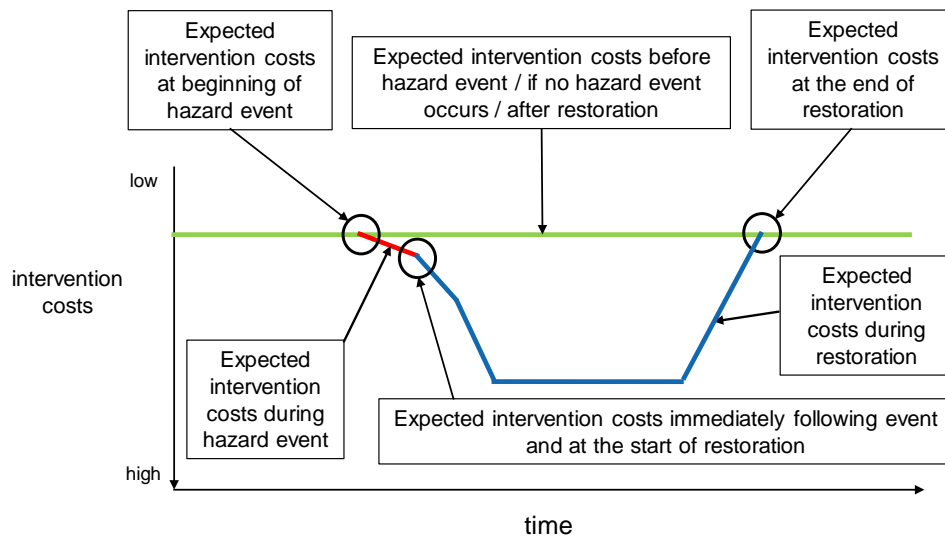 Expected
intervention costs
at beginning of
hazard event
Expected intervention costs before
hazard event / if no hazard event
occurs / after restoration
Expected
intervention costs
at the end of
restoration
low
intervention
costs
high
Expected
intervention
costs during
hazard event
Expected intervention costs immediately following event
and at the start of restoration
Expected
intervention
costs during
restoration
time